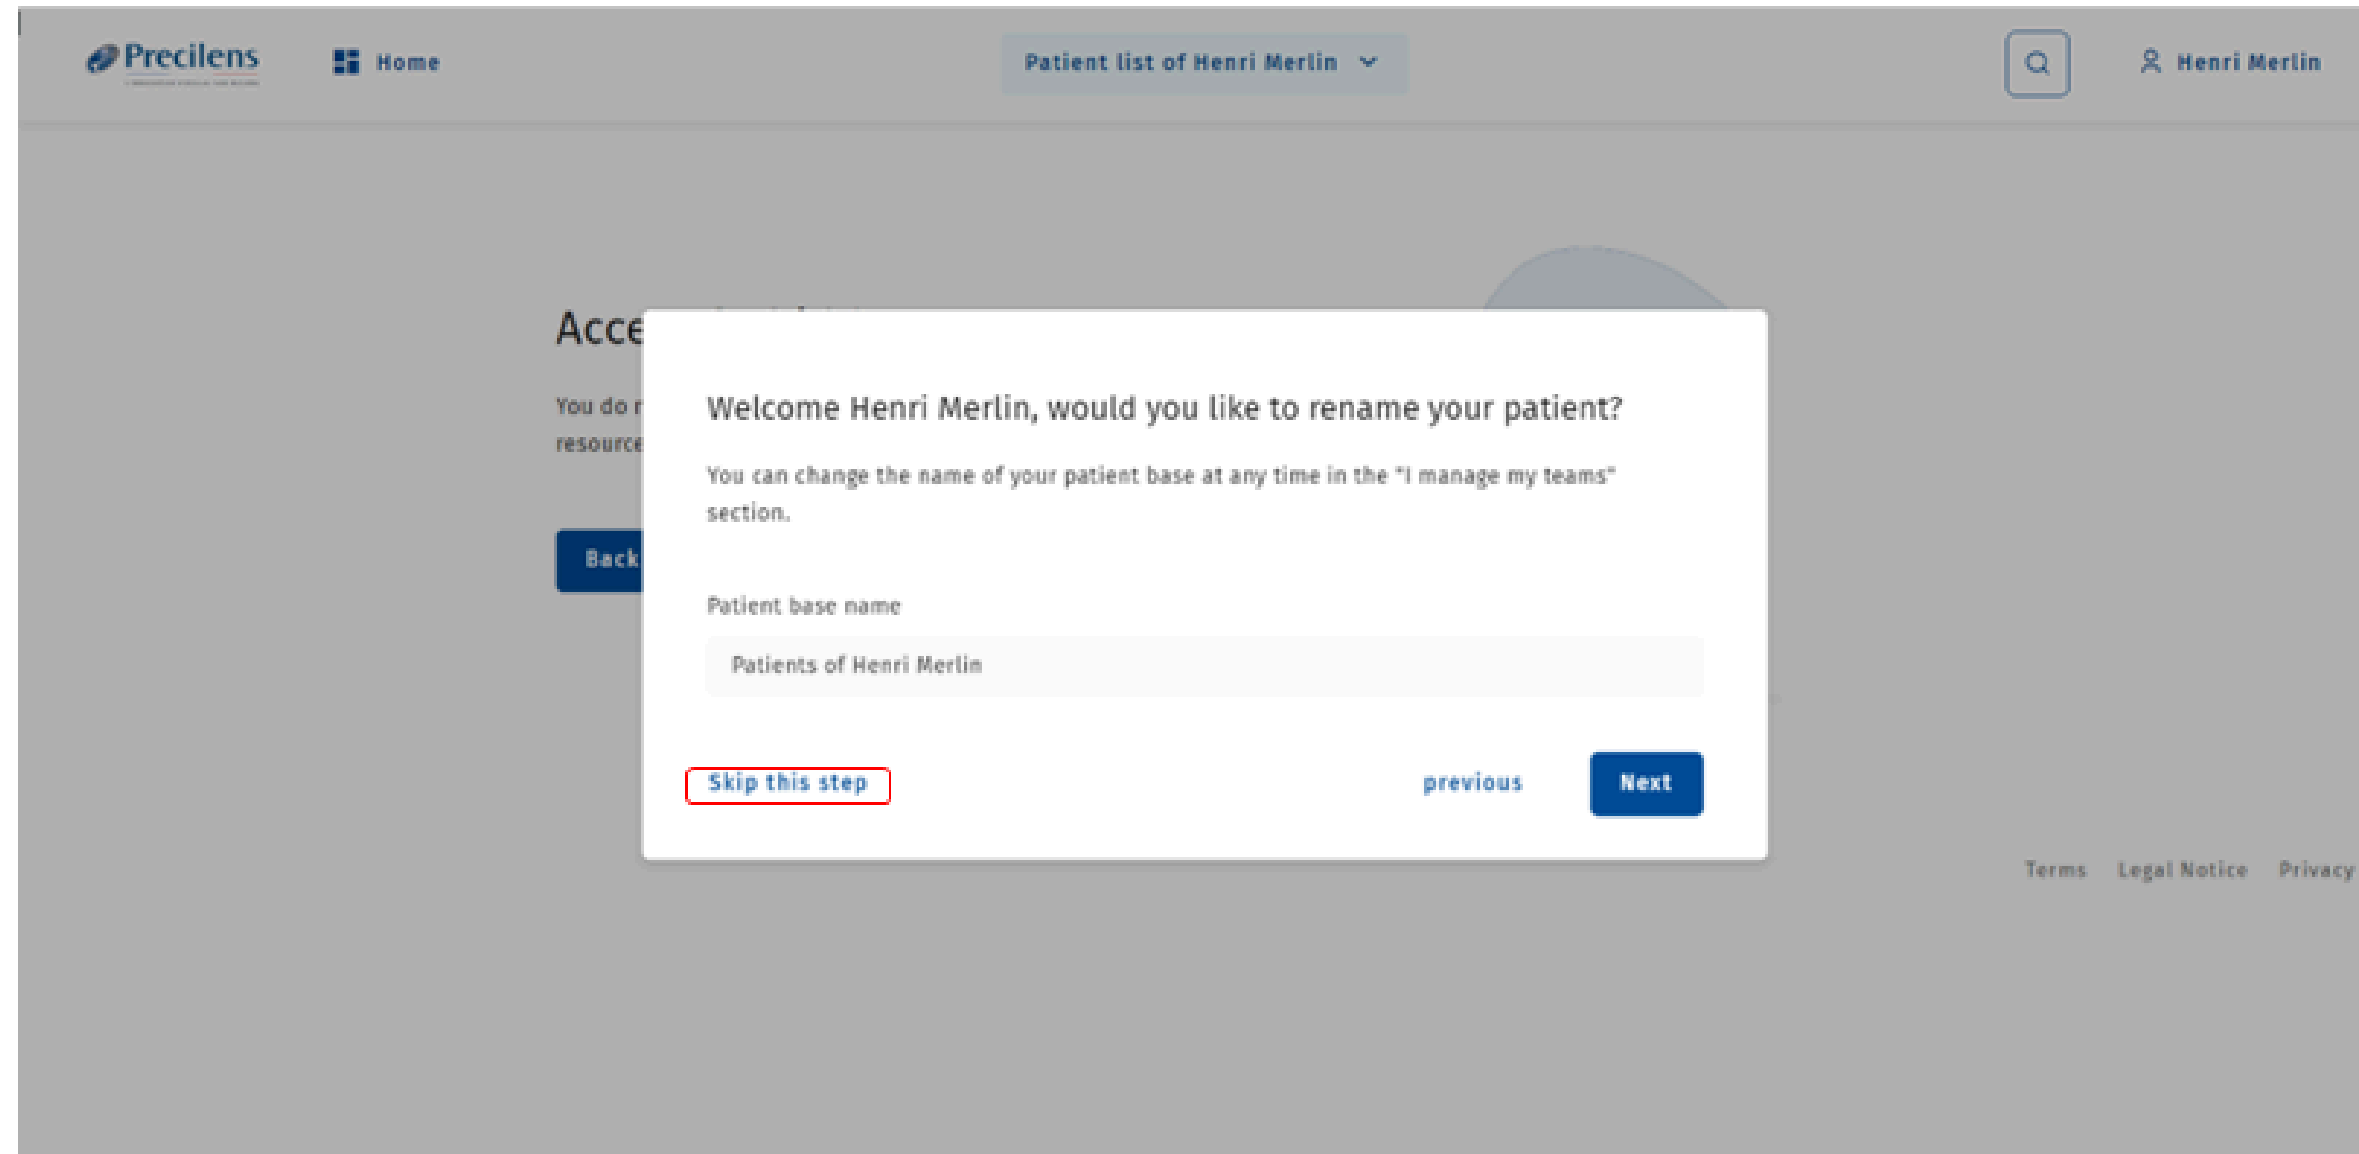 Precilens
Home
Patient list of Henri Merlin
Henri Merlin
Acce
You do
resource
Back
Welcome Henri Merlin, would you like to rename your patient?
You can change the name of your patient base at any time in the "I manage my teams"
section.
Patient base name
Patients of Henri Merlin
Skip this step
previous
Next
Terms
Legal Notice
Privacy